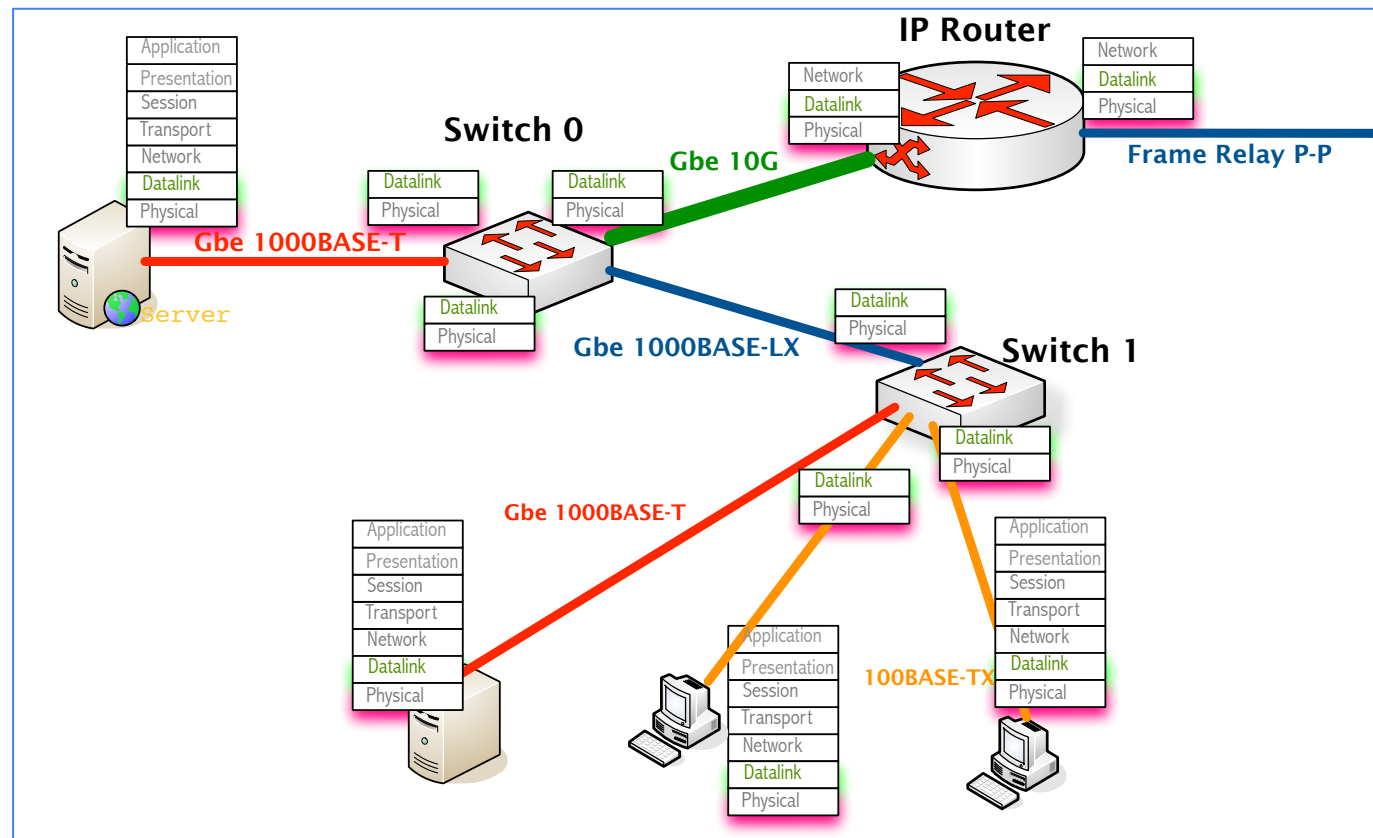 IP Router
Application
Presentation
Session
Transport
Network
Datalink
Physical
Network
Datalink
Physical
Network
Datalink
Physical
Switch 0
Gbe 10G
Frame Relay P-P
Datalink
Physical
Datalink
Physical
Gbe 1000BASE-T
Server
Datalink
Physical
Gbe 1000BASE-LX
Datalink
Physical
Switch 1
Datalink
Physical
Datalink
Physical
Gbe 1000BASE-T
Application
Presentation
Session
Transport
Network
Datalink
Physical
Application
Presentation
Session
Transport
Network
Datalink
Physical
100BASE-TX
Application
Presentation
Session
Transport
Network
Datalink
Physical